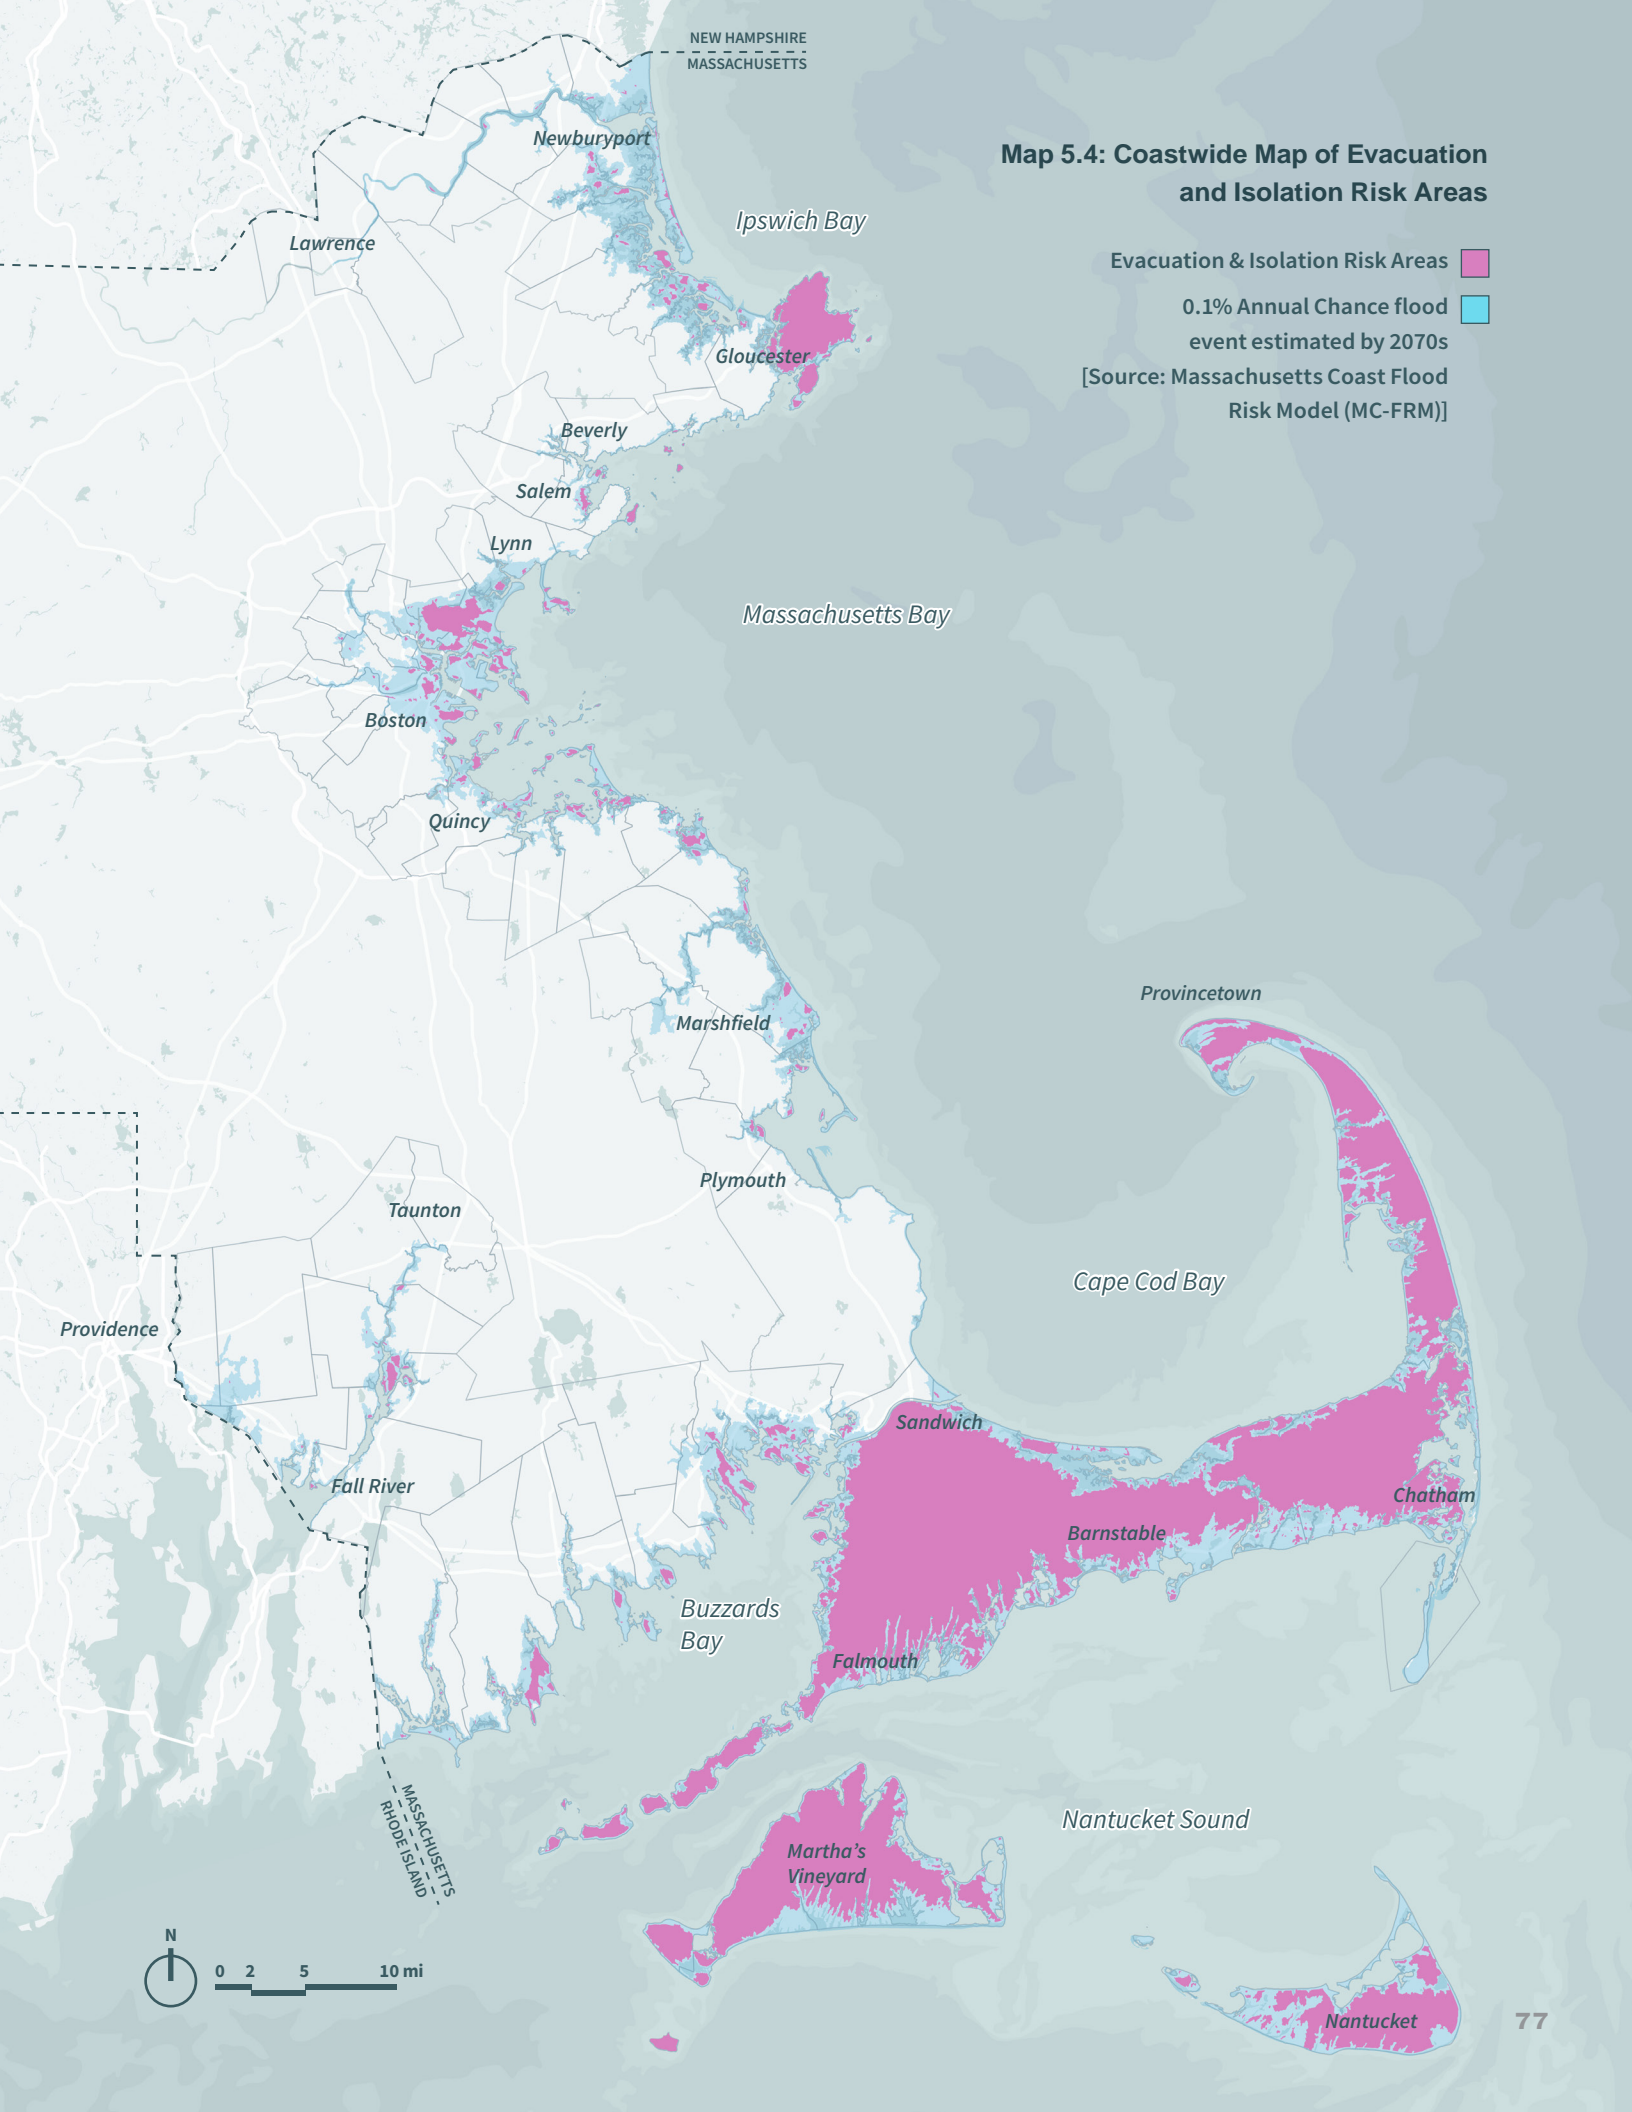 NEW HAMPSHIRE
MASSACHUSETTS
Newburyport
Map 5.4: Coastwide Map of Evacuation
and Isolation Risk Areas
Ipswich Bay
Lawrence
Evacuation & Isolation Risk Areas
0.1% Annual Chance flood
event estimated by 2070s
[Source: Massachusetts Coast Flood
Risk Model (MC-FRM)]
Gloucester
Beverly
Salem
Lynn
Massachusetts Bay
Boston
Quincy
Provincetown
Marshfield
Plymouth
Taunton
Cape Cod Bay
Providence
Sandwich
Fall River
Chatham
Barnstable
Buzzards
Bay
Falmouth
MASSACHUSETTS
RHODE ISLAND
Nantucket Sound
Martha's
Vineyard
N
0 2 5 10 mi
Nantucket
77